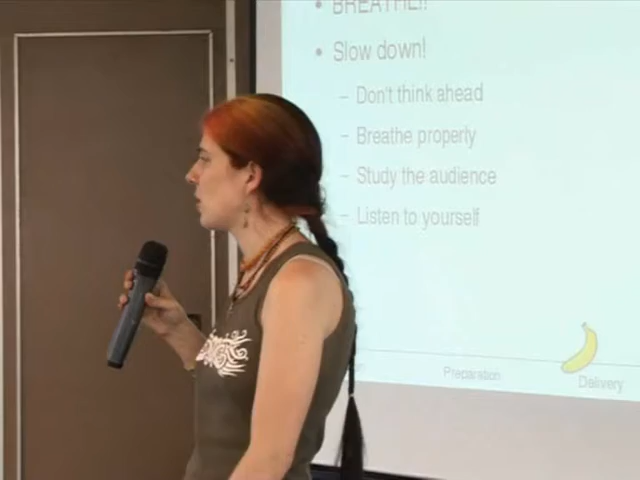 • BREATHE!!
• Slow down!
– Don't think ahead
– Breathe properly
– Study the audience
– Listen to yourself
Preparation
Delivery